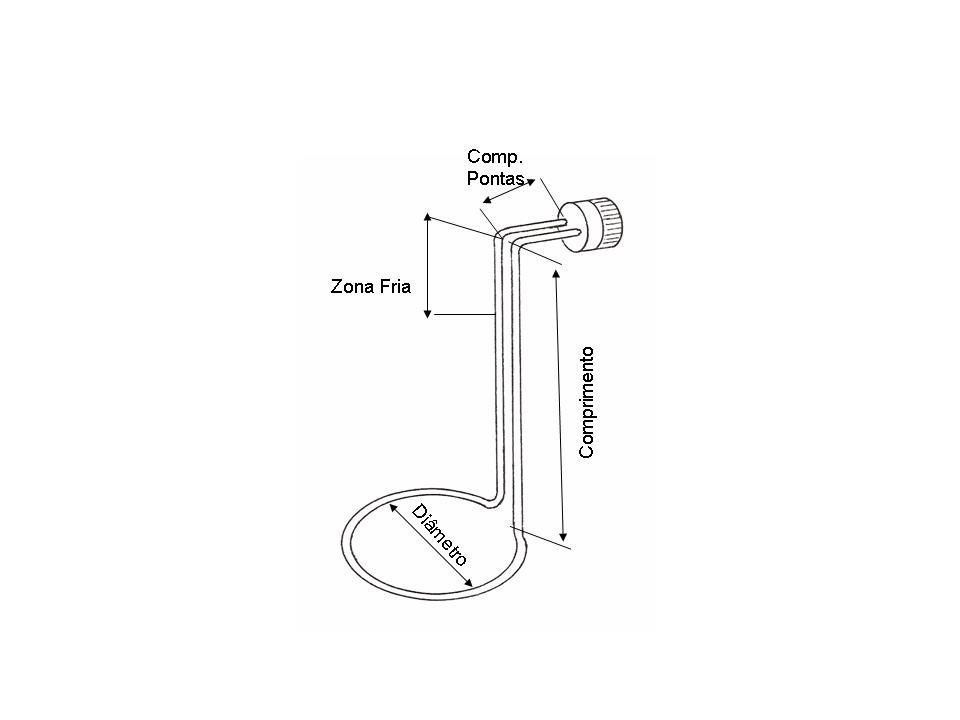 Comp.
Pontas
Zona Fria
Comprimento
Diâmetro